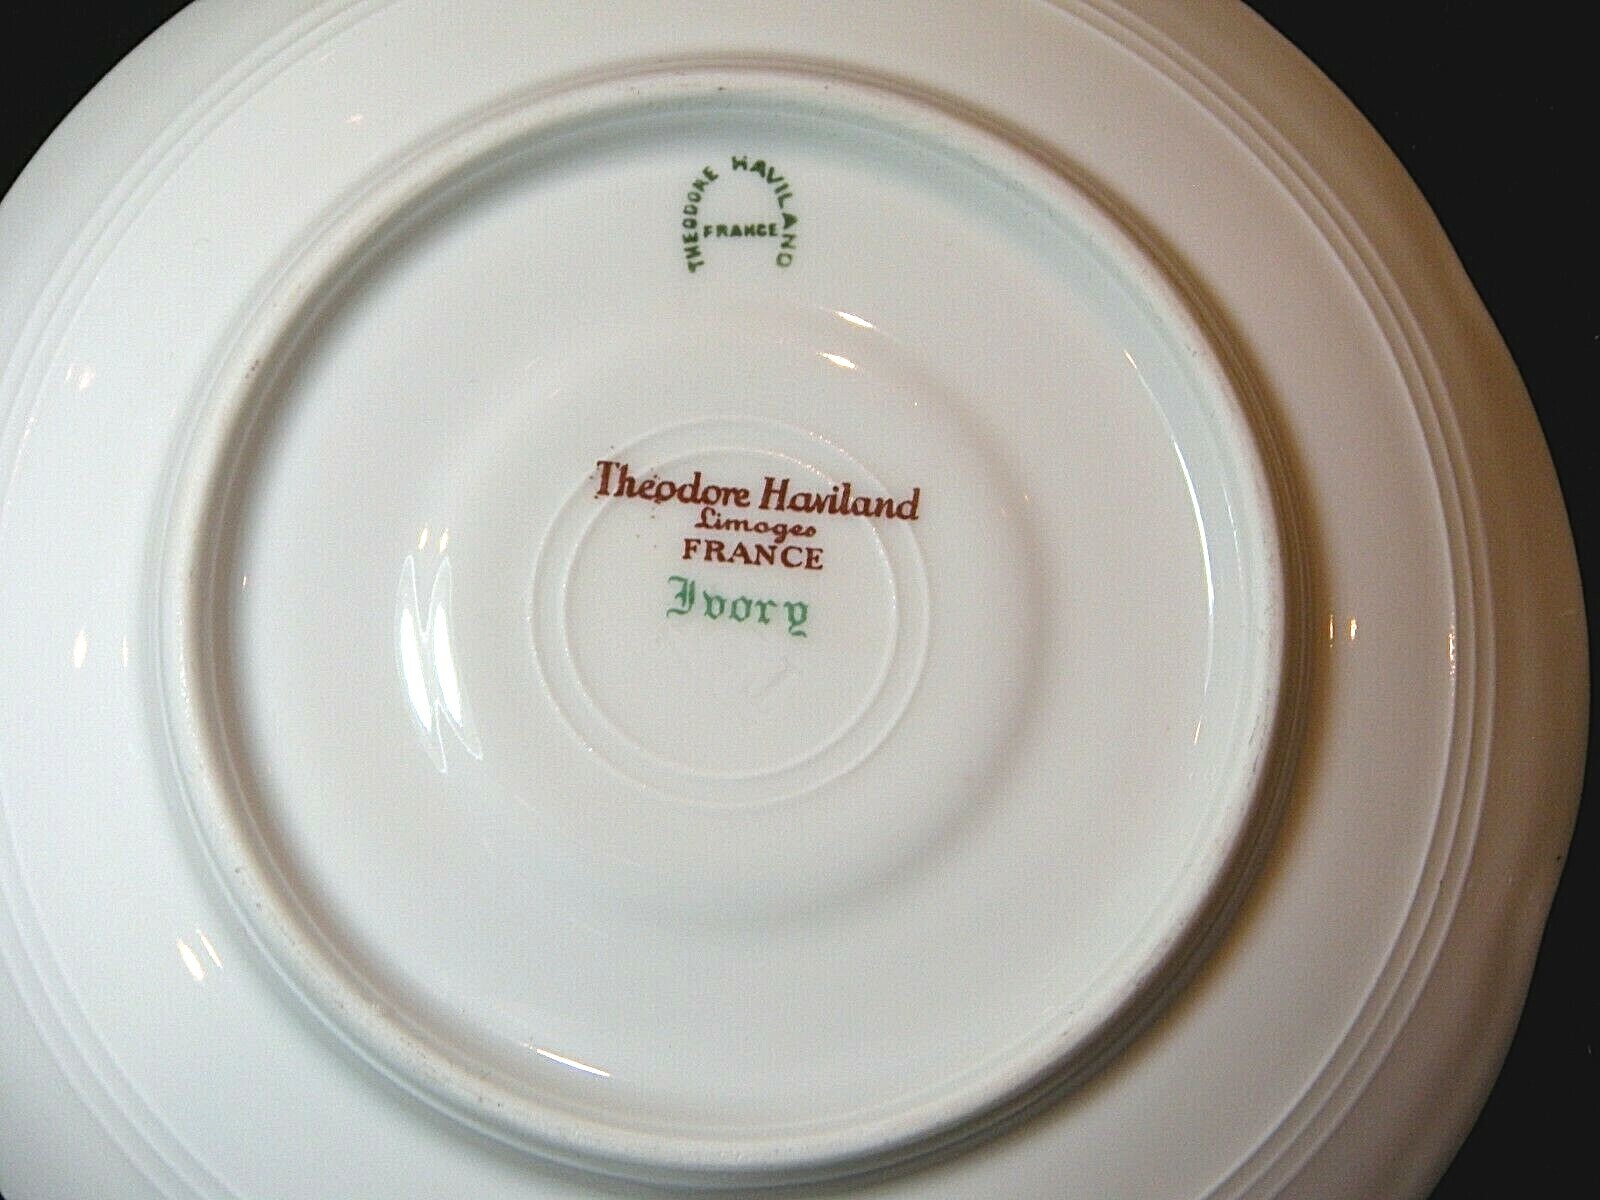 THEODORE HAVILAND
FRANCE
Theodore Haviland
Limoges
FRANCE
Ivory